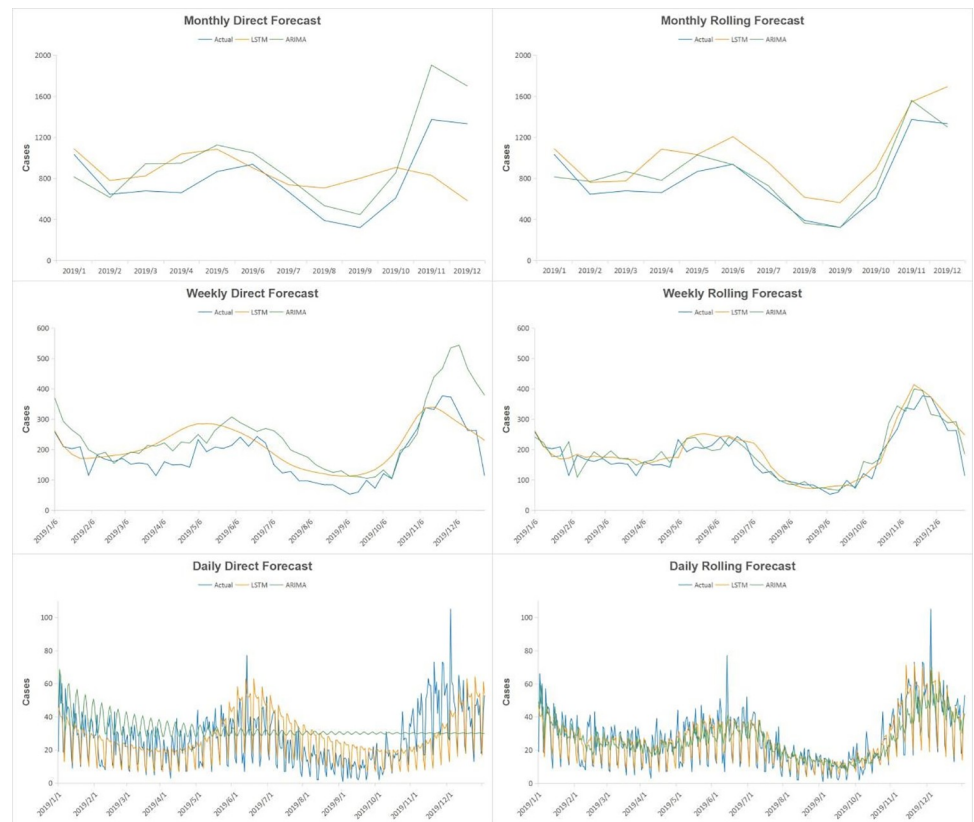 Monthly Direct Forecast
Actual LSTM ARIMA
Cases
2000
1600
1200
800
400
0
2019/1 2019/2 2019/3 2019/4 2019/5 2019/6 2019/7 2019/8 2019/9 2019/10 2019/11 2019/12
Monthly Rolling Forecast
Actual LSTM ARIMA
Cases
2000
1600
1200
800
400
0
2019/1 2019/2 2019/3 2019/4 2019/5 2019/6 2019/7 2019/8 2019/9 2019/10 2019/11 2019/12
Weekly Direct Forecast
Actual LSTM ARIMA
Cases
600
500
400
300
200
100
0
2019/1/6 2019/2/6 2019/3/6 2019/4/6 2019/5/6 2019/6/6 2019/7/6 2019/8/6 2019/9/6 2019/10/6 2019/11/6 2019/12/6
Weekly Rolling Forecast
Actual LSTM ARIMA
Cases
600
500
400
300
200
100
0
2019/1/6 2019/2/6 2019/3/6 2019/4/6 2019/5/6 2019/6/6 2019/7/6 2019/8/6 2019/9/6 2019/10/6 2019/11/6 2019/12/6
Daily Direct Forecast
Actual LSTM ARIMA
Cases
100
80
60
40
20
0
2019/1/1 2019/2/1 2019/3/1 2019/4/1 2019/5/1 2019/6/1 2019/7/1 2019/8/1 2019/9/1 2019/10/1 2019/11/1 2019/12/1
Daily Rolling Forecast
Actual LSTM ARIMA
Cases
100
80
60
40
20
0
2019/1/1 2019/2/1 2019/3/1 2019/4/1 2019/5/1 2019/6/1 2019/7/1 2019/8/1 2019/9/1 2019/10/1 2019/11/1 2019/12/1